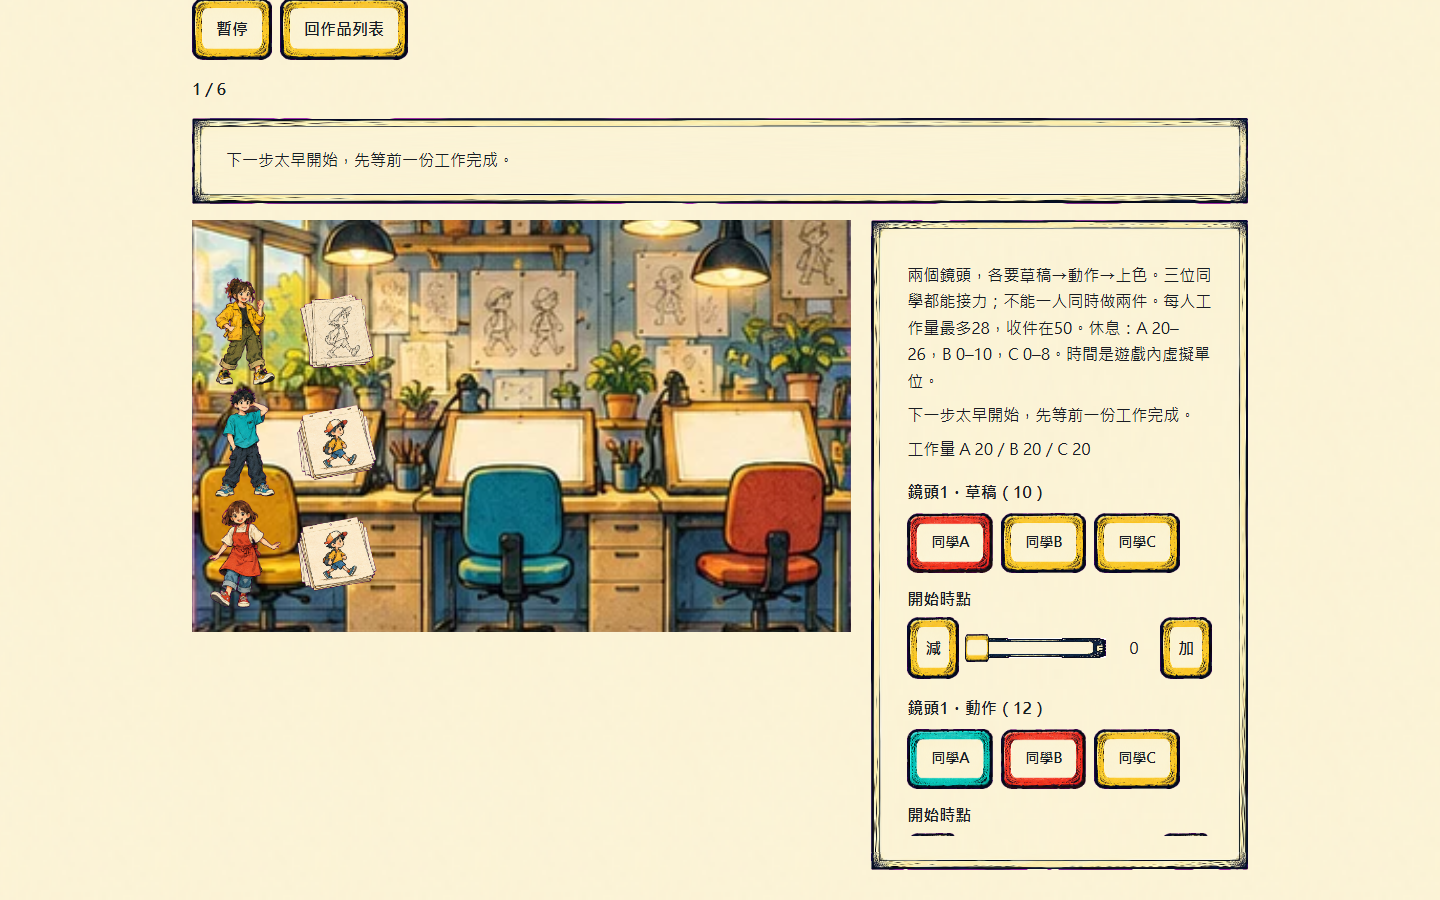 暫停
回作品列表
1 / 6
下一步太早開始，先等前一份工作完成。
兩個鏡頭，各要草稿→動作→上色。三位同
學都能接力；不能一人同時做兩件。每人工
作量最多28，收件在50。休息：A 20–
26，B 0–10，C 0–8。時間是遊戲內虛擬單
位。
下一步太早開始，先等前一份工作完成。
工作量 A 20 / B 20 / C 20
鏡頭1・草稿（10）
同學A
同學B
同學C
開始時點
減
0
加
鏡頭1・動作（12）
同學A
同學B
同學C
開始時點